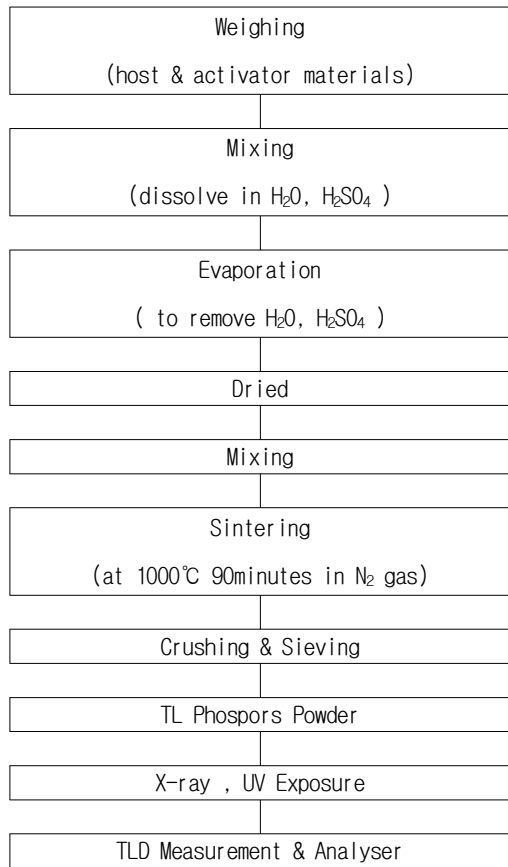 Weighing
(host & activator materials)
Mixing
(dissolve in H₂O, H₂SO₄ )
Evaporation
( to remove H₂O, H₂SO₄ )
Dried
Mixing
Sintering
(at 1000℃ 90minutes in N₂ gas)
Crushing & Sieving
TL Phospors Powder
X-ray , UV Exposure
TLD Measurement & Analyser